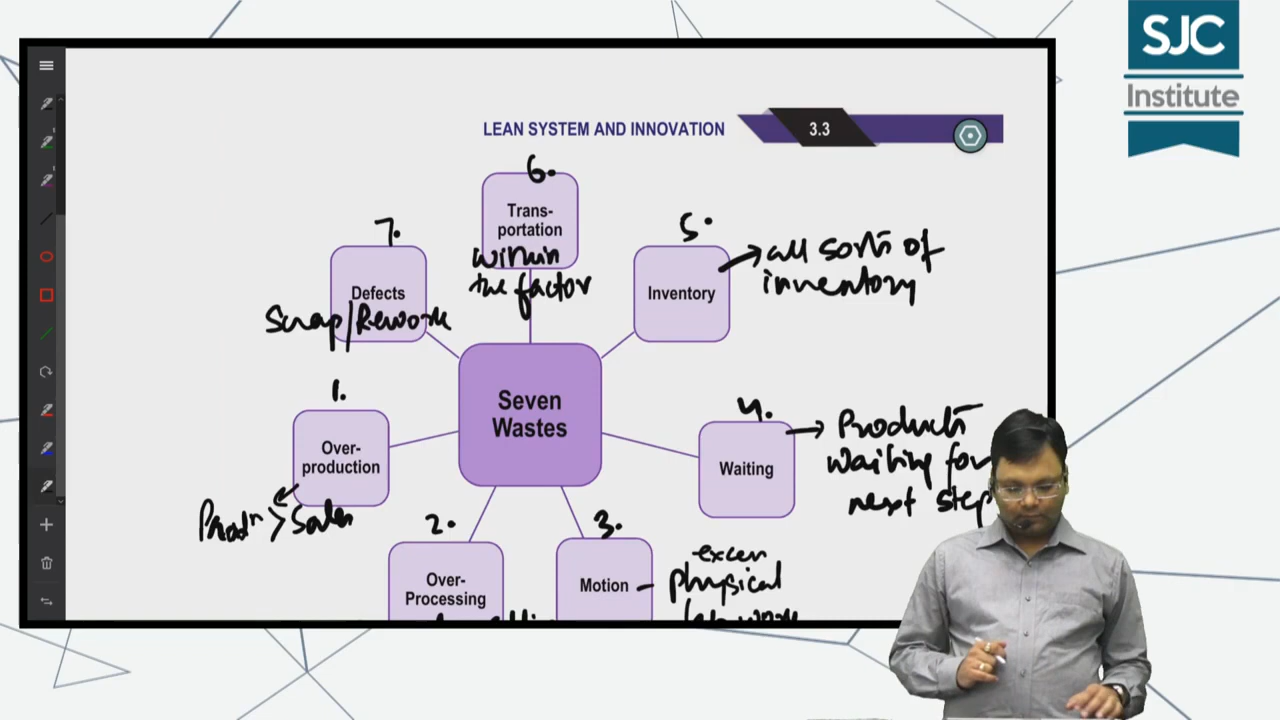 SJC
Institute
LEAN SYSTEM AND INNOVATION
3.3
6.
Trans-
portation
within
the factor
7.
Defects
Scrap/Rework
5.
Inventory
all sorts of
inventory
Seven
Wastes
1.
Over-
production
Prodn > Sales
4.
Waiting
Products
waiting for
next step
2.
Over-
Processing
3.
Motion
physical